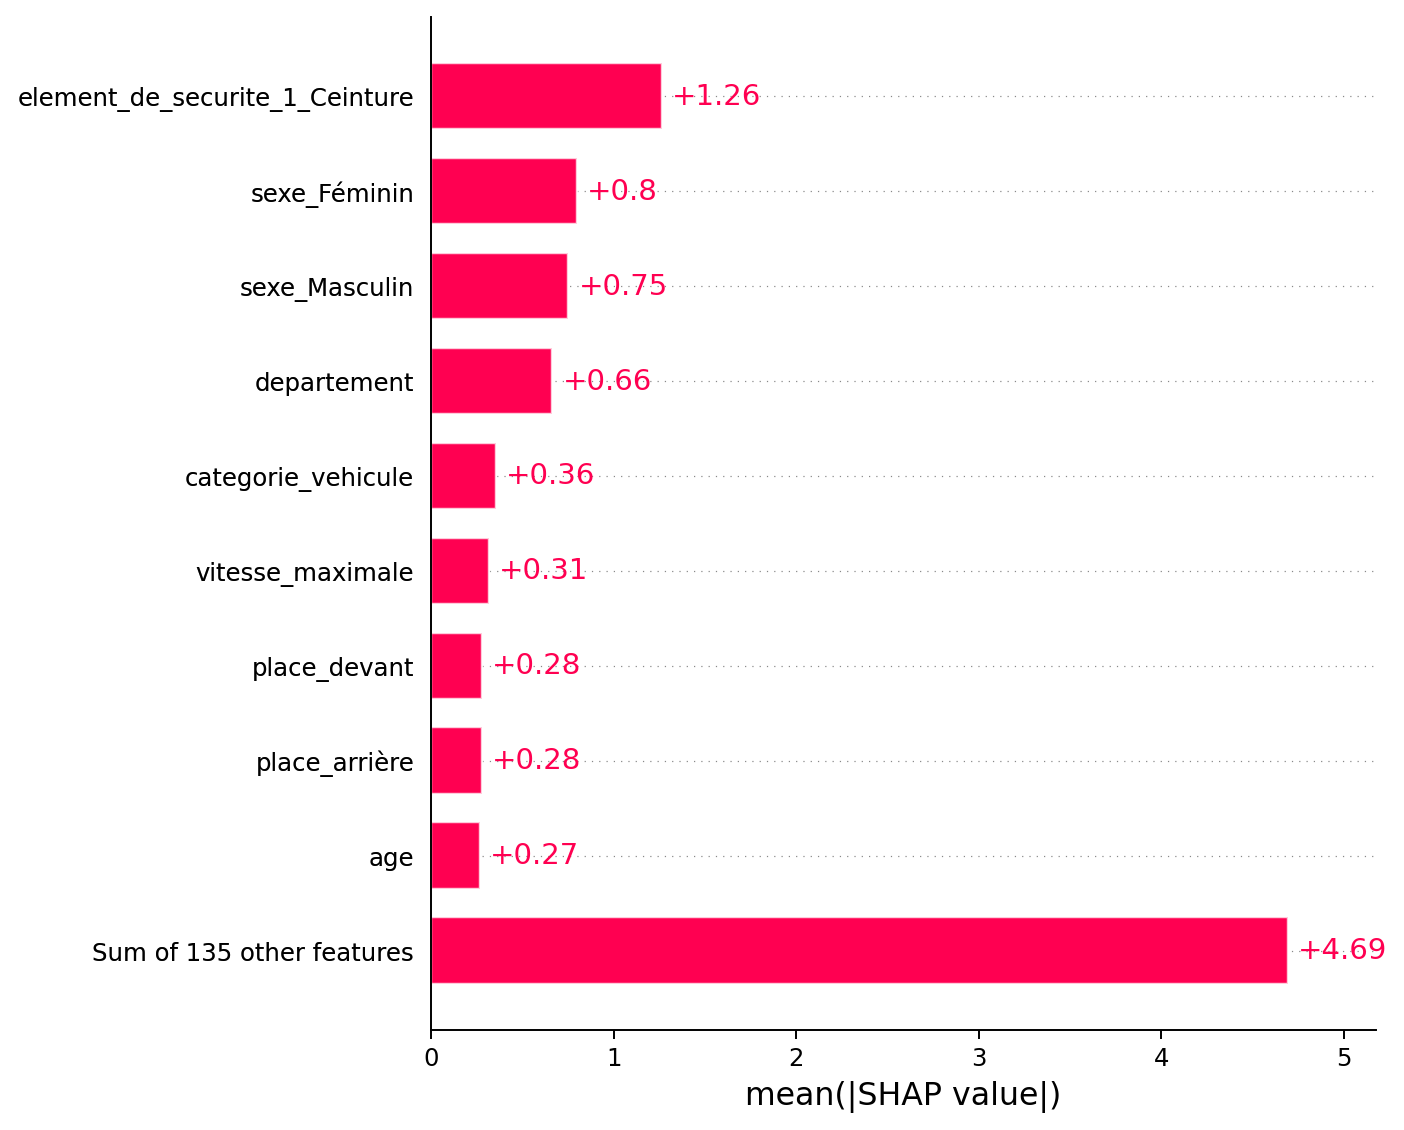 element_de_securite_1_Ceinture +1.26
sexe_Féminin +0.8
sexe_Masculin +0.75
departement +0.66
categorie_vehicule +0.36
vitesse_maximale +0.31
place_devant +0.28
place_arrière +0.28
age +0.27
Sum of 135 other features +4.69
0 1 2 3 4 5
mean(|SHAP value|)